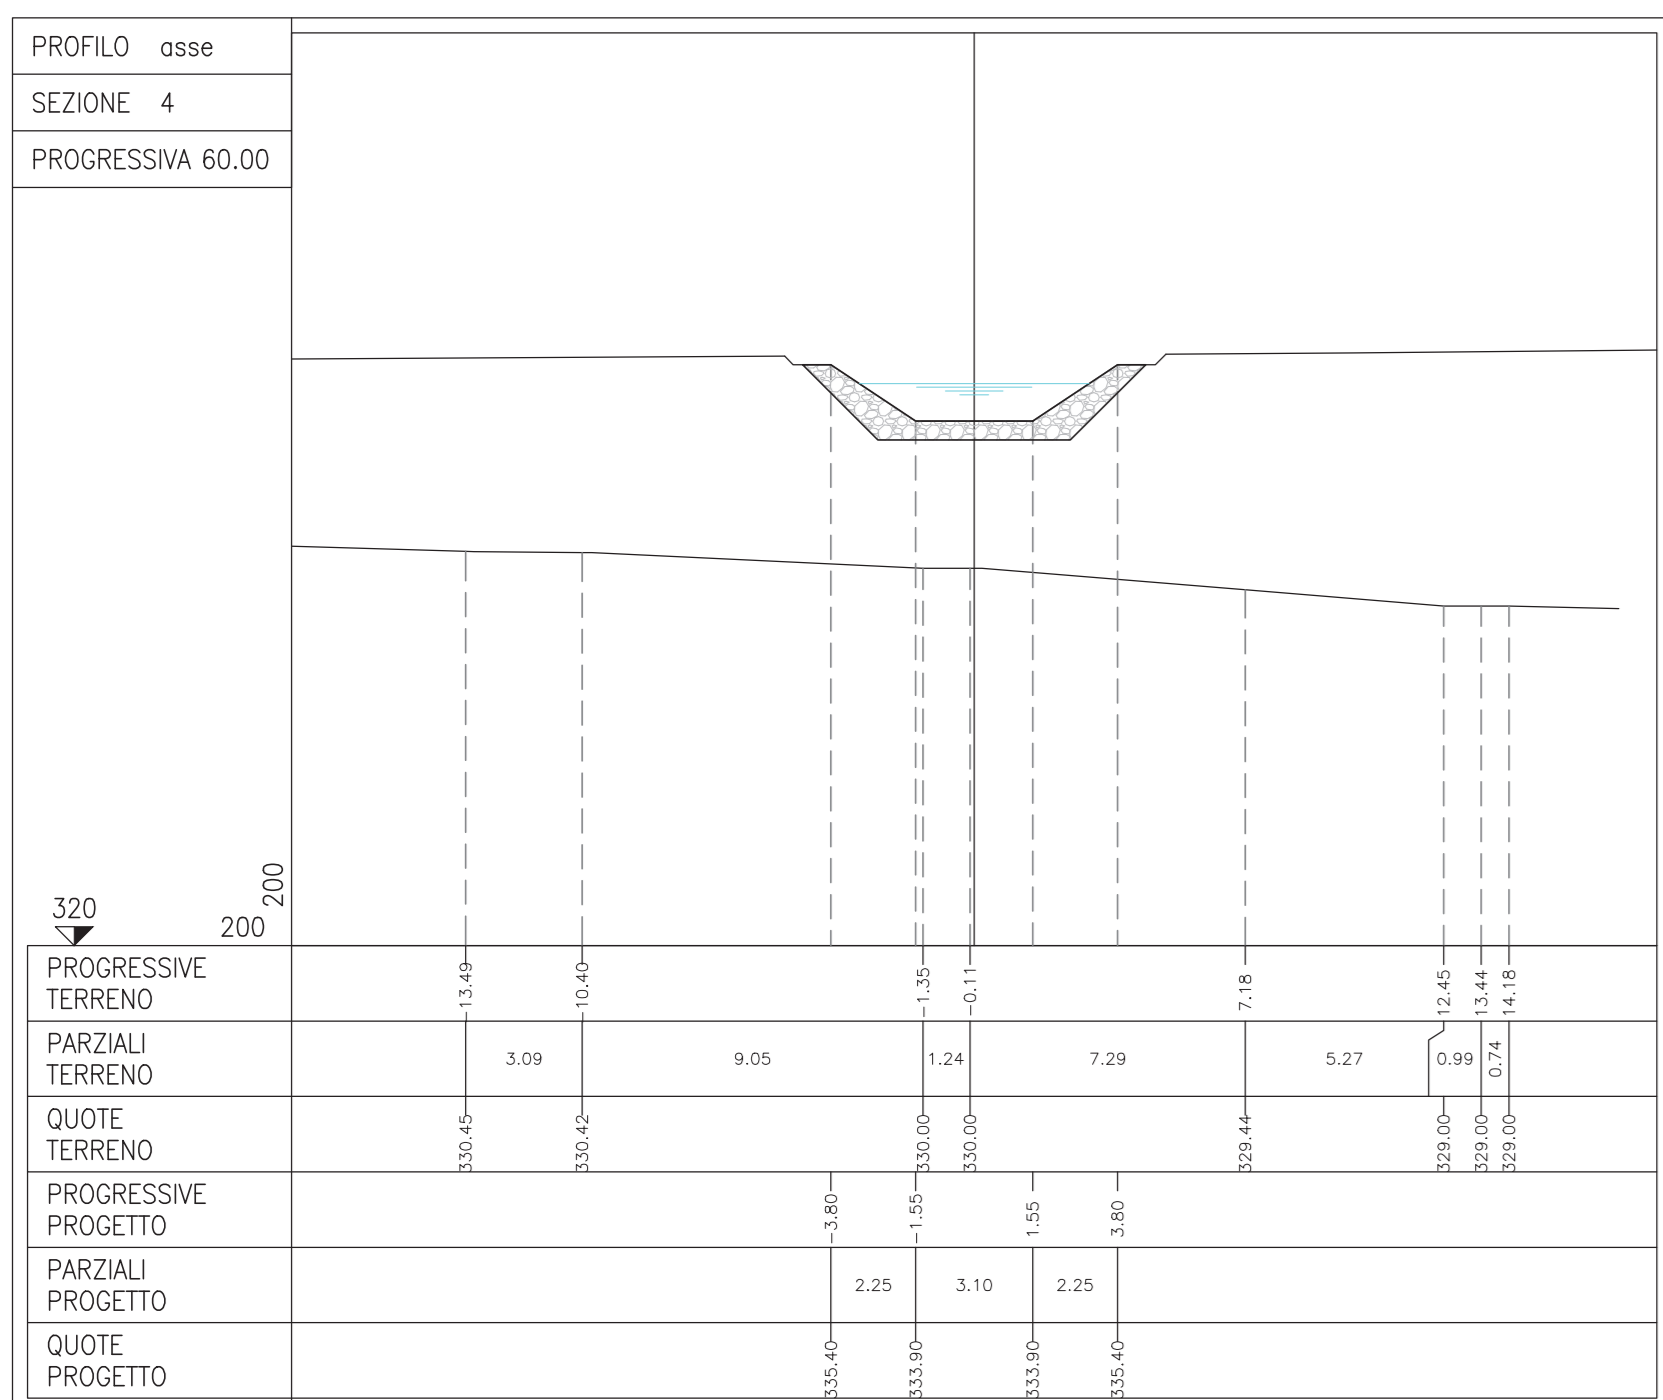 PROFILO asse
SEZIONE 4
PROGRESSIVA 60.00
200
320
200
PROGRESSIVE
TERRENO
-13.49 -10.40 -1.35 -0.11 7.18 12.45 13.44 14.18
PARZIALI
TERRENO
3.09 9.05 1.24 7.29 5.27 0.99 0.74
QUOTE
TERRENO
330.45 330.42 330.00 330.00 329.44 329.00 329.00 329.00
PROGRESSIVE
PROGETTO
-3.80 -1.55 1.55 3.80
PARZIALI
PROGETTO
2.25 3.10 2.25
QUOTE
PROGETTO
335.40 333.90 333.90 335.40